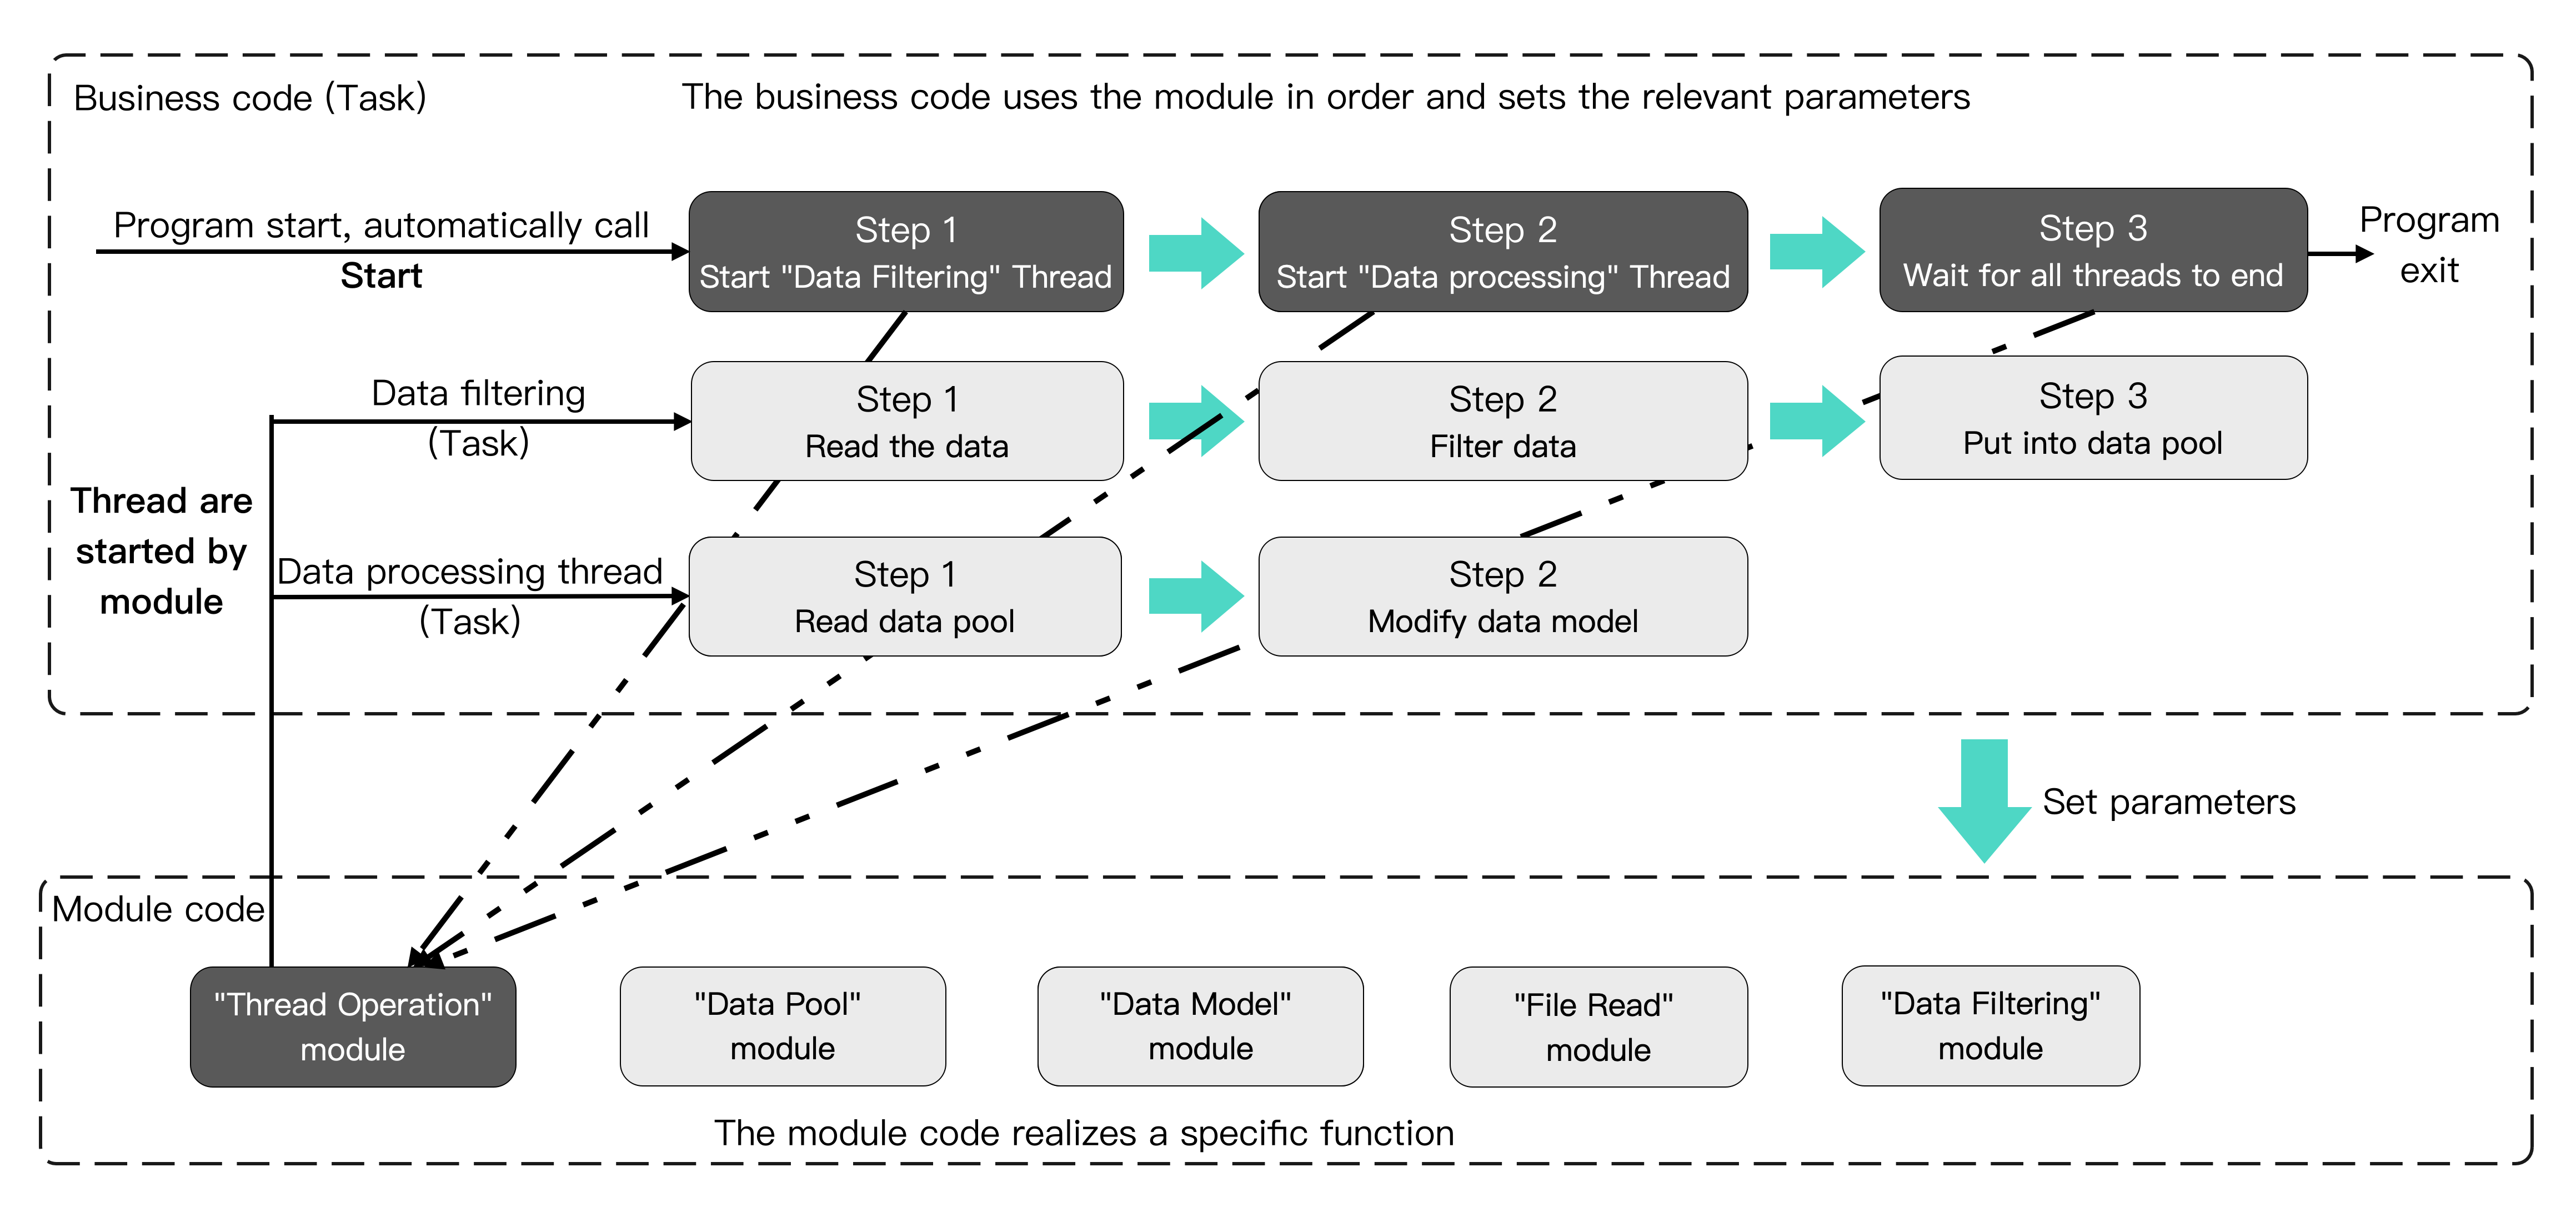 Business code (Task)
The business code uses the module in order and sets the relevant parameters
Program start, automatically call
Start
Step 1
Start "Data Filtering" Thread
Step 2
Start "Data processing" Thread
Step 3
Wait for all threads to end
Program
exit
Data filtering
(Task)
Step 1
Read the data
Step 2
Filter data
Step 3
Put into data pool
Thread are
started by
module
Data processing thread
(Task)
Step 1
Read data pool
Step 2
Modify data model
Set parameters
Module code
"Thread Operation"
module
"Data Pool"
module
"Data Model"
module
"File Read"
module
"Data Filtering"
module
The module code realizes a specific function